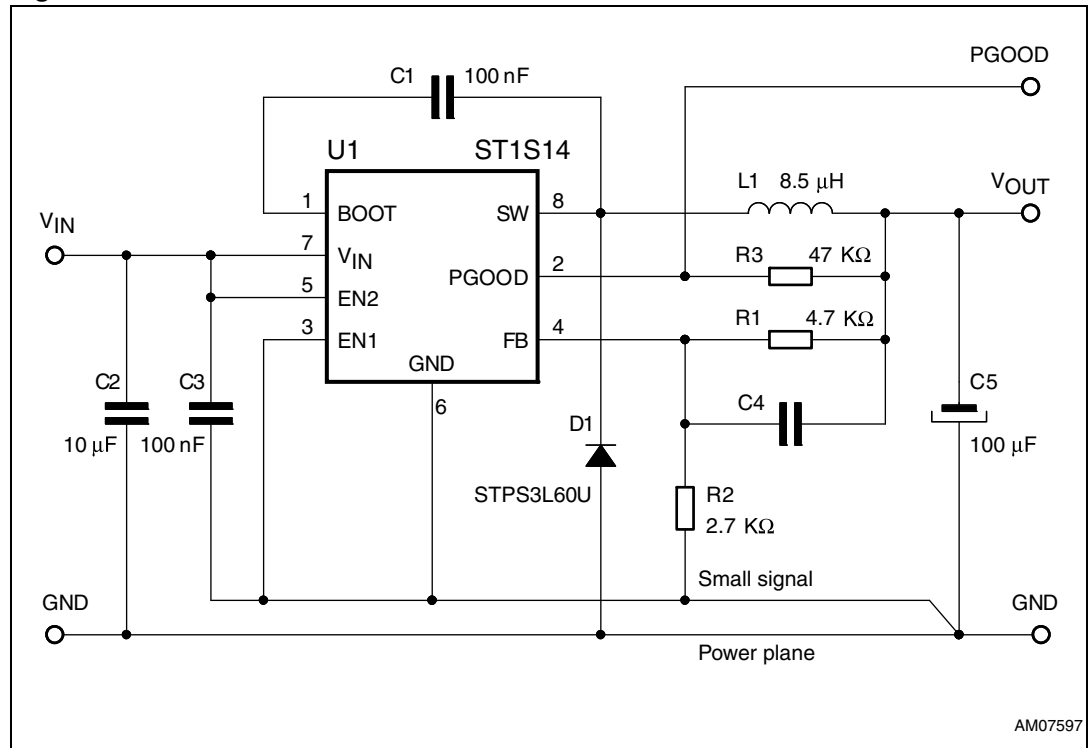 PGOOD
C1 100 nF
U1 ST1S14
L1 8.5 μH
VOUT
1 BOOT SW 8
VIN
7 VIN
R3 47 KΩ
PGOOD 2
5 EN2
R1 4.7 KΩ
3 EN1 FB 4
GND
C2 C3 6 C4 C5
10 μF 100 nF D1 100 μF
STPS3L60U R2
2.7 KΩ
Small signal
GND GND
Power plane
AM07597